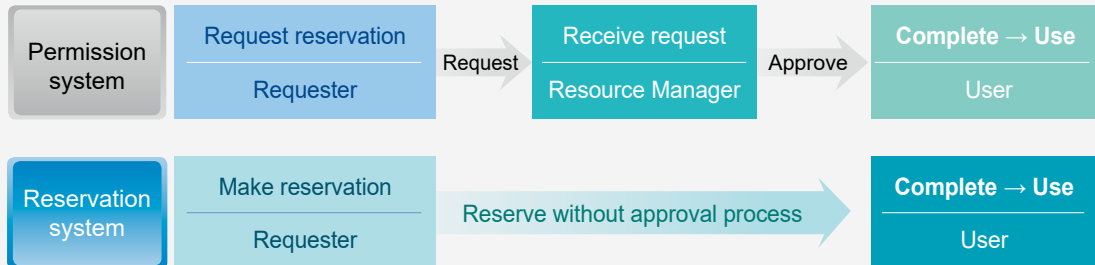 Permission
system
Request reservation
Requester
Request
Receive request
Resource Manager
Approve
Complete → Use
User
Reservation
system
Make reservation
Requester
Reserve without approval process
Complete → Use
User